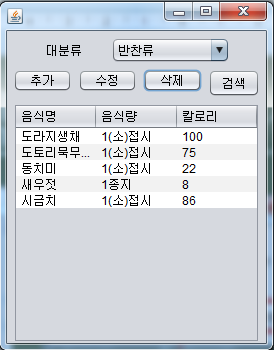 대분류 반찬류
추가 수정 삭제 검색
음식명 음식량 칼로리
도라지생채 1(소)접시 100
도토리묵무... 1(소)접시 75
동치미 1(소)접시 22
새우젓 1종지 8
시금치 1(소)접시 86